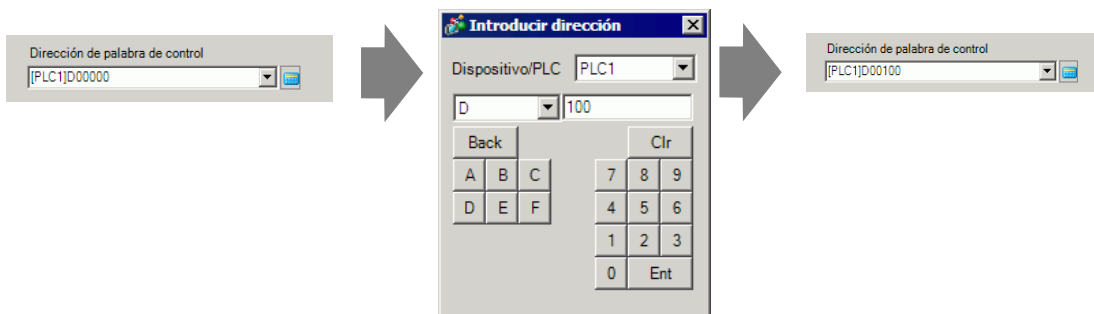 Dirección de palabra de control
[PLC1]D00000
Introducir dirección
Dispositivo/PLC PLC1
D 100
Back Clr
A B C 7 8 9
D E F 4 5 6
1 2 3
0 Ent
Dirección de palabra de control
[PLC1]D00100